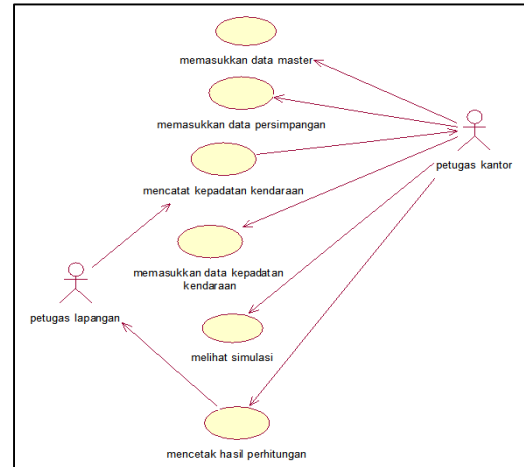 memasukkan data master
memasukkan data persimpangan
petugas kantor
mencatat kepadatan kendaraan
memasukkan data kepadatan
kendaraan
petugas lapangan
melihat simulasi
mencetak hasil perhitungan